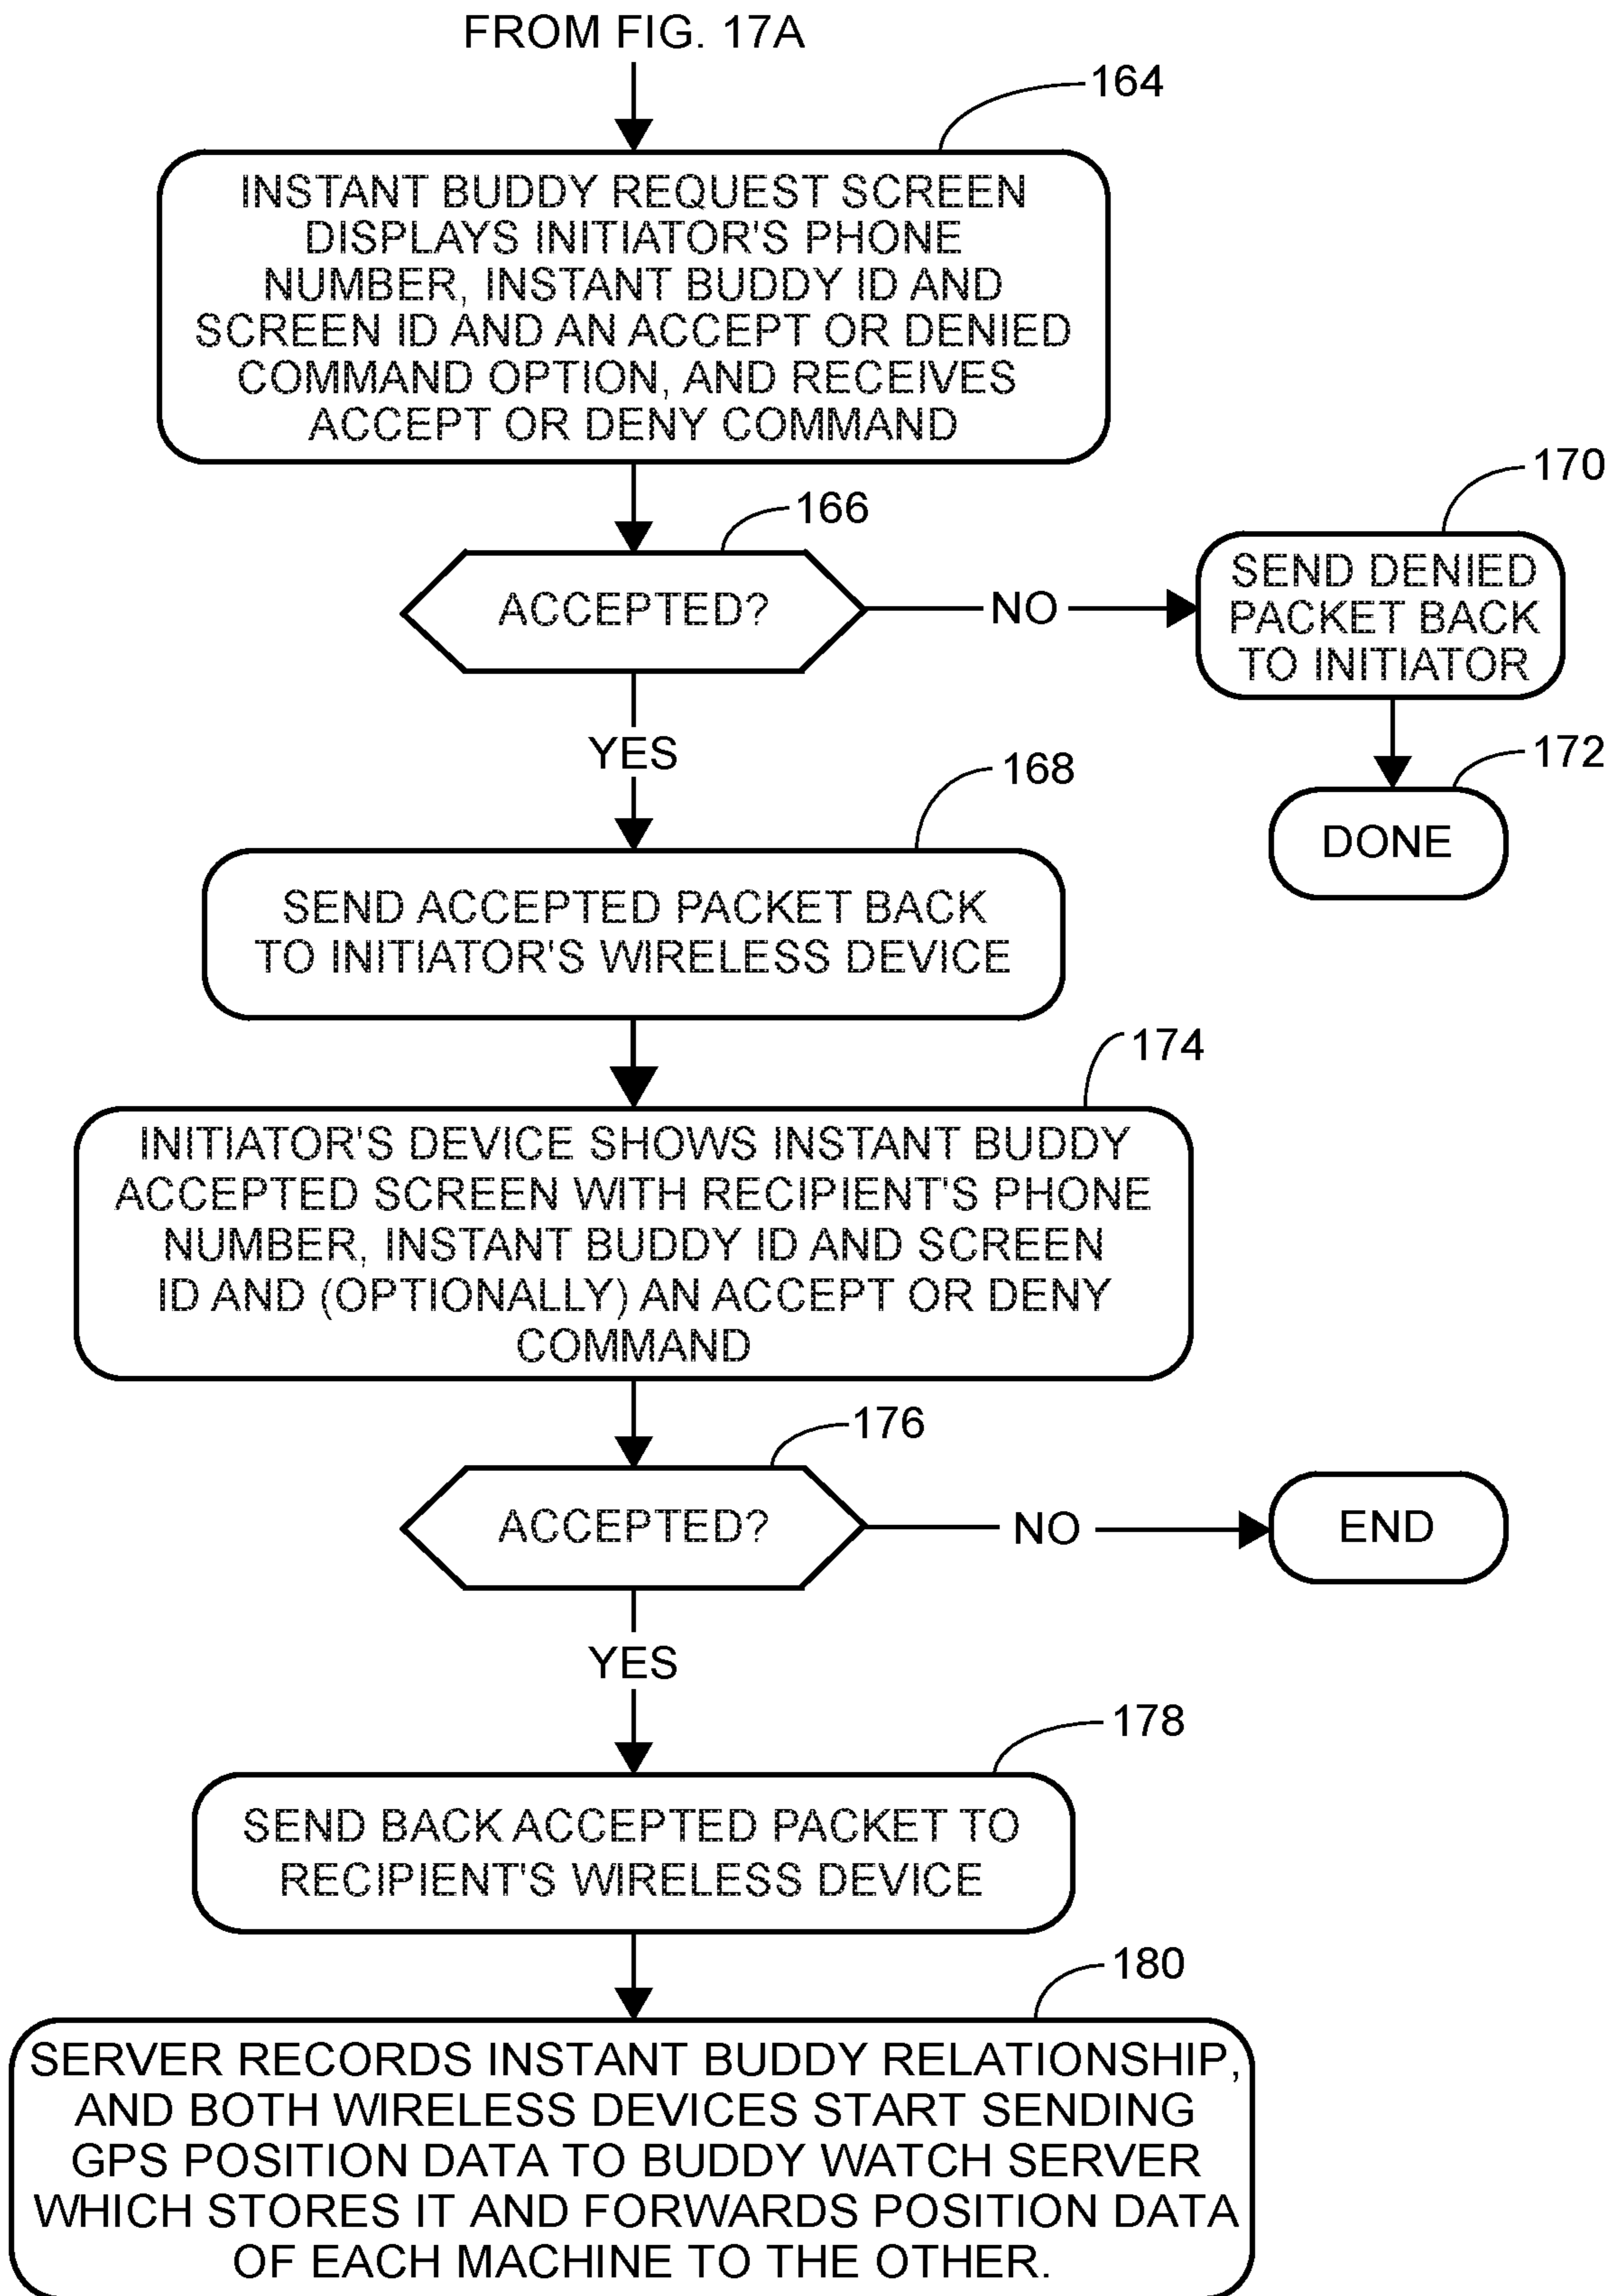 FROM FIG. 17A
164
INSTANT BUDDY REQUEST SCREEN
DISPLAYS INITIATOR'S PHONE
NUMBER, INSTANT BUDDY ID AND
SCREEN ID AND AN ACCEPT OR DENIED
COMMAND OPTION, AND RECEIVES
ACCEPT OR DENY COMMAND
166
ACCEPTED?
NO
170
SEND DENIED
PACKET BACK
TO INITIATOR
172
DONE
YES
168
SEND ACCEPTED PACKET BACK
TO INITIATOR'S WIRELESS DEVICE
174
INITIATOR'S DEVICE SHOWS INSTANT BUDDY
ACCEPTED SCREEN WITH RECIPIENT'S PHONE
NUMBER, INSTANT BUDDY ID AND SCREEN
ID AND (OPTIONALLY) AN ACCEPT OR DENY
COMMAND
176
ACCEPTED?
NO
END
YES
178
SEND BACK ACCEPTED PACKET TO
RECIPIENT'S WIRELESS DEVICE
180
SERVER RECORDS INSTANT BUDDY RELATIONSHIP,
AND BOTH WIRELESS DEVICES START SENDING
GPS POSITION DATA TO BUDDY WATCH SERVER
WHICH STORES IT AND FORWARDS POSITION DATA
OF EACH MACHINE TO THE OTHER.